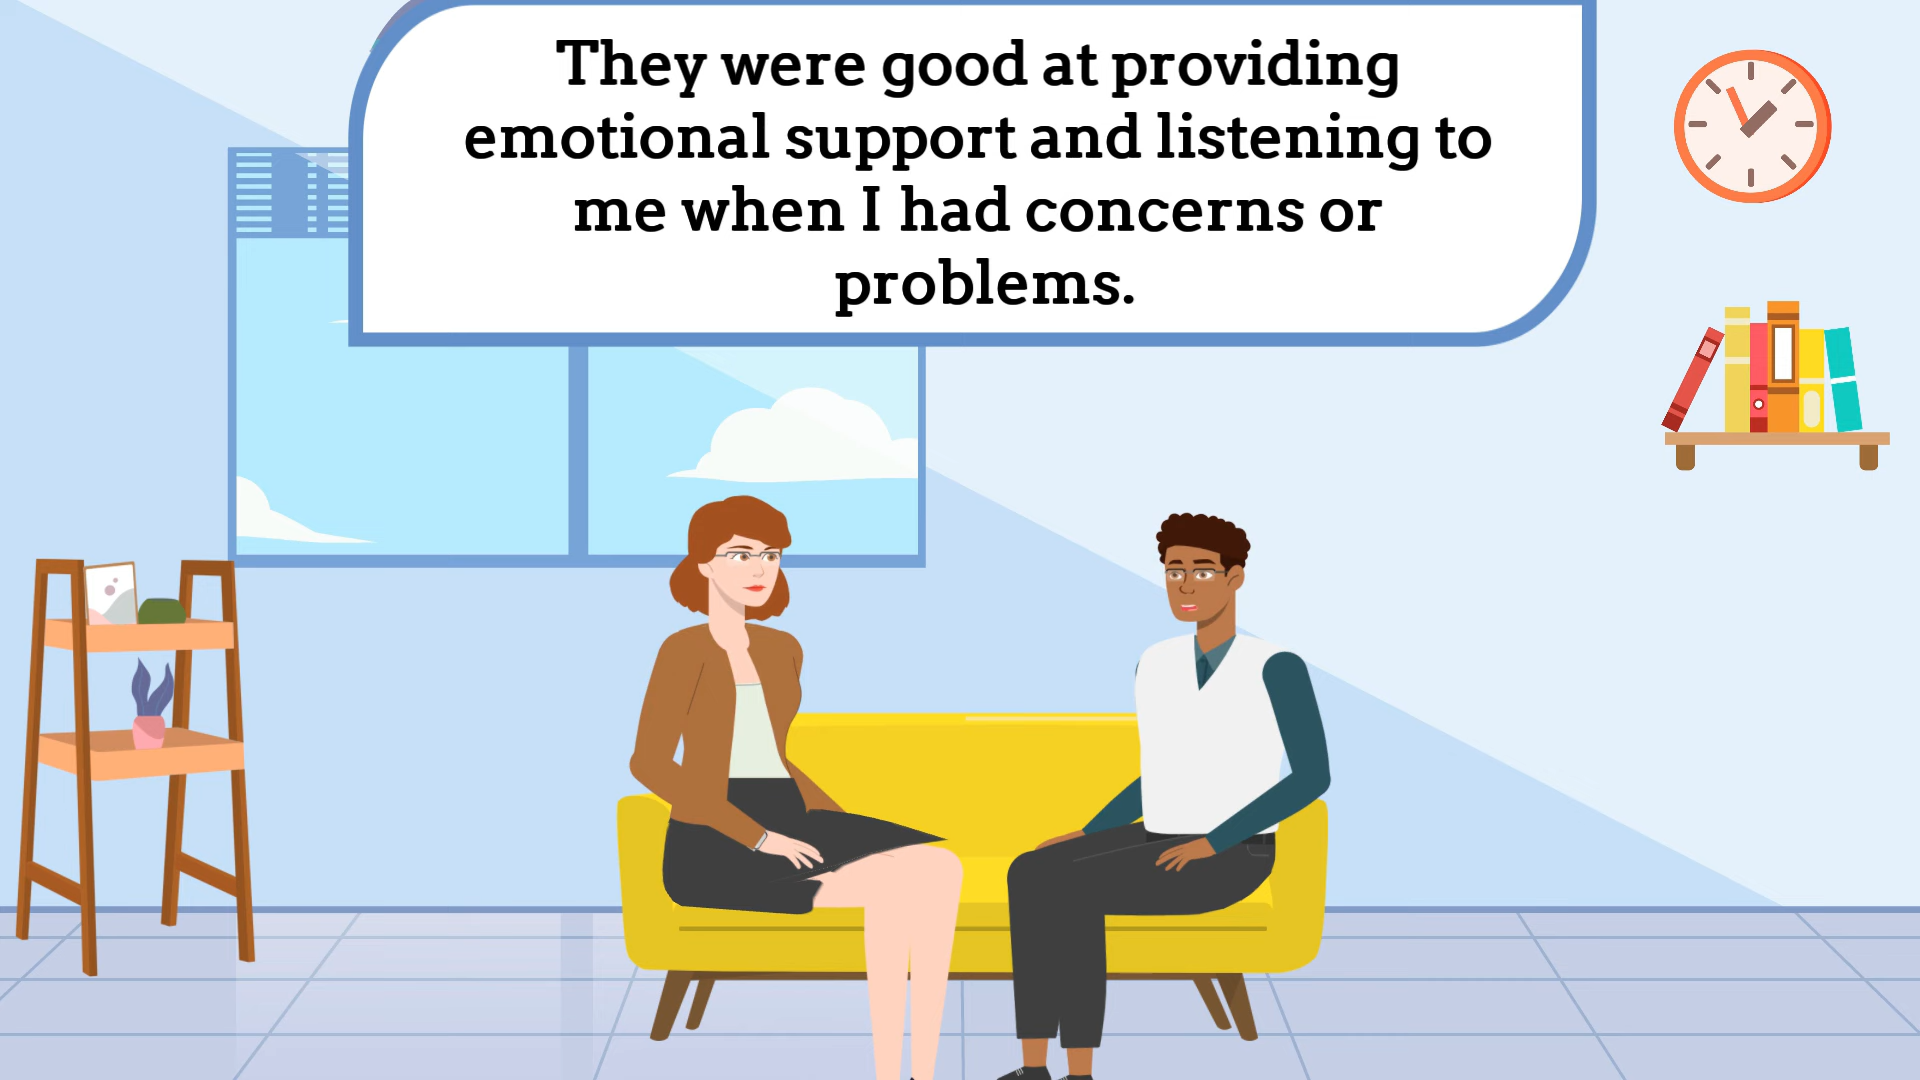 They were good at providing
emotional support and listening to
me when I had concerns or
problems.